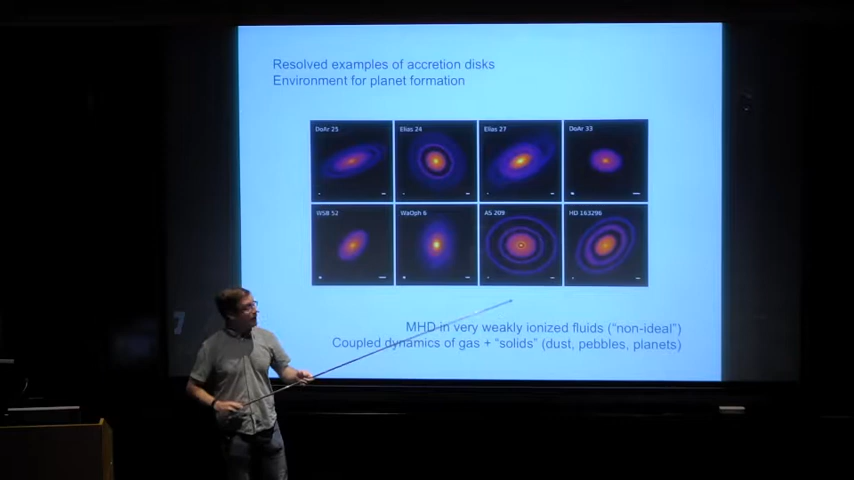 Resolved examples of accretion disks
Environment for planet formation
DoAr 25
Elias 24
Elias 27
DoAr 33
WSB 52
WaOph 6
AS 209
HD 163296
MHD in very weakly ionized fluids (“non-ideal”)
Coupled dynamics of gas + “solids” (dust, pebbles, planets)